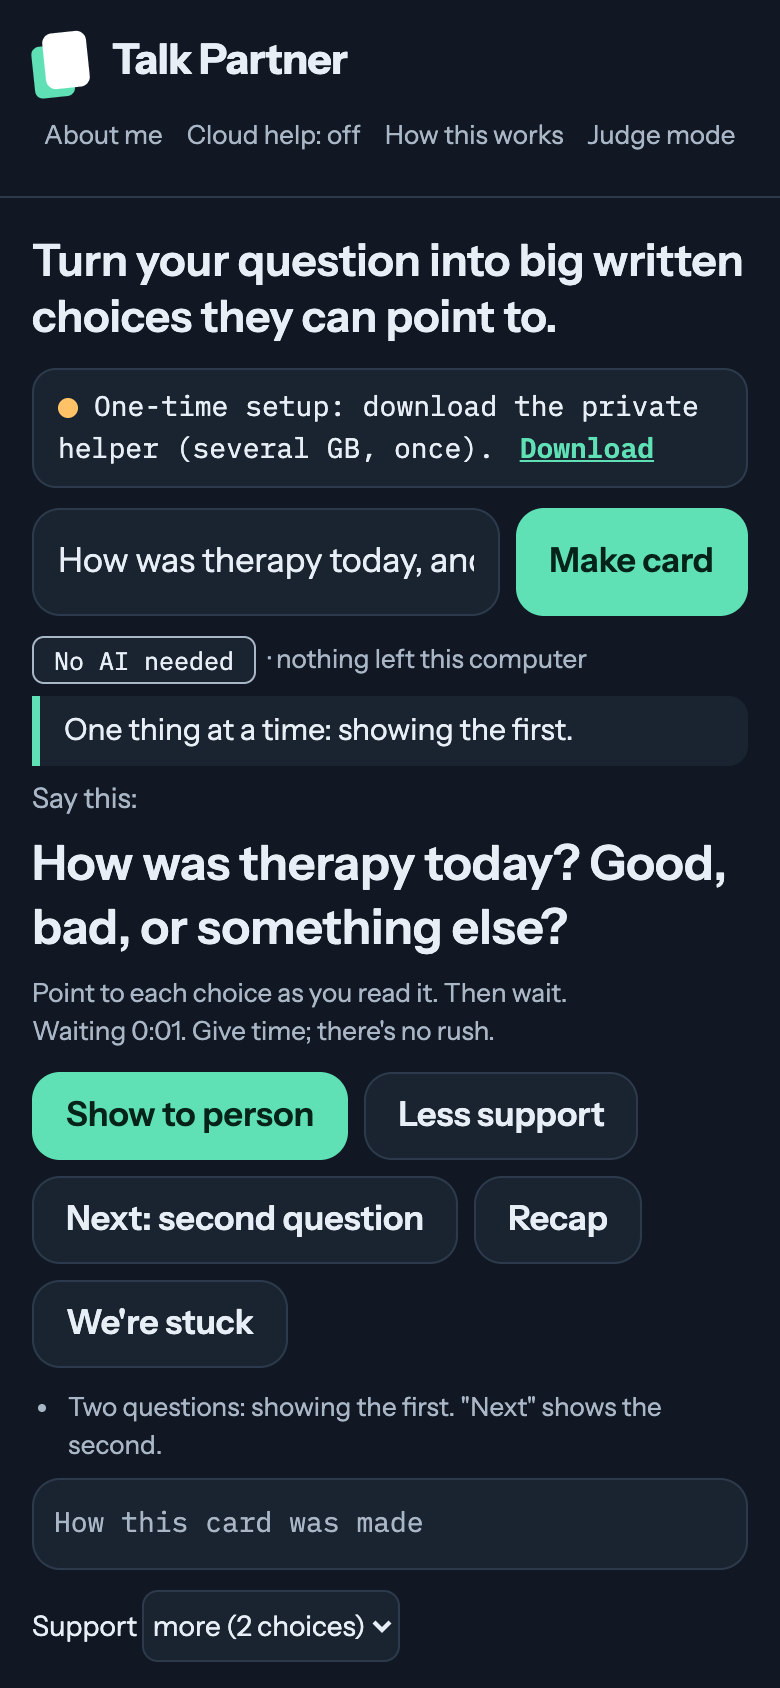 Talk Partner
About me Cloud help: off How this works Judge mode
Turn your question into big written
choices they can point to.
One-time setup: download the private
helper (several GB, once). Download
How was therapy today, and
Make card
No AI needed · nothing left this computer
One thing at a time: showing the first.
Say this:
How was therapy today? Good,
bad, or something else?
Point to each choice as you read it. Then wait.
Waiting 0:01. Give time; there's no rush.
Show to person
Less support
Next: second question
Recap
We're stuck
• Two questions: showing the first. "Next" shows the
second.
How this card was made
Support more (2 choices)